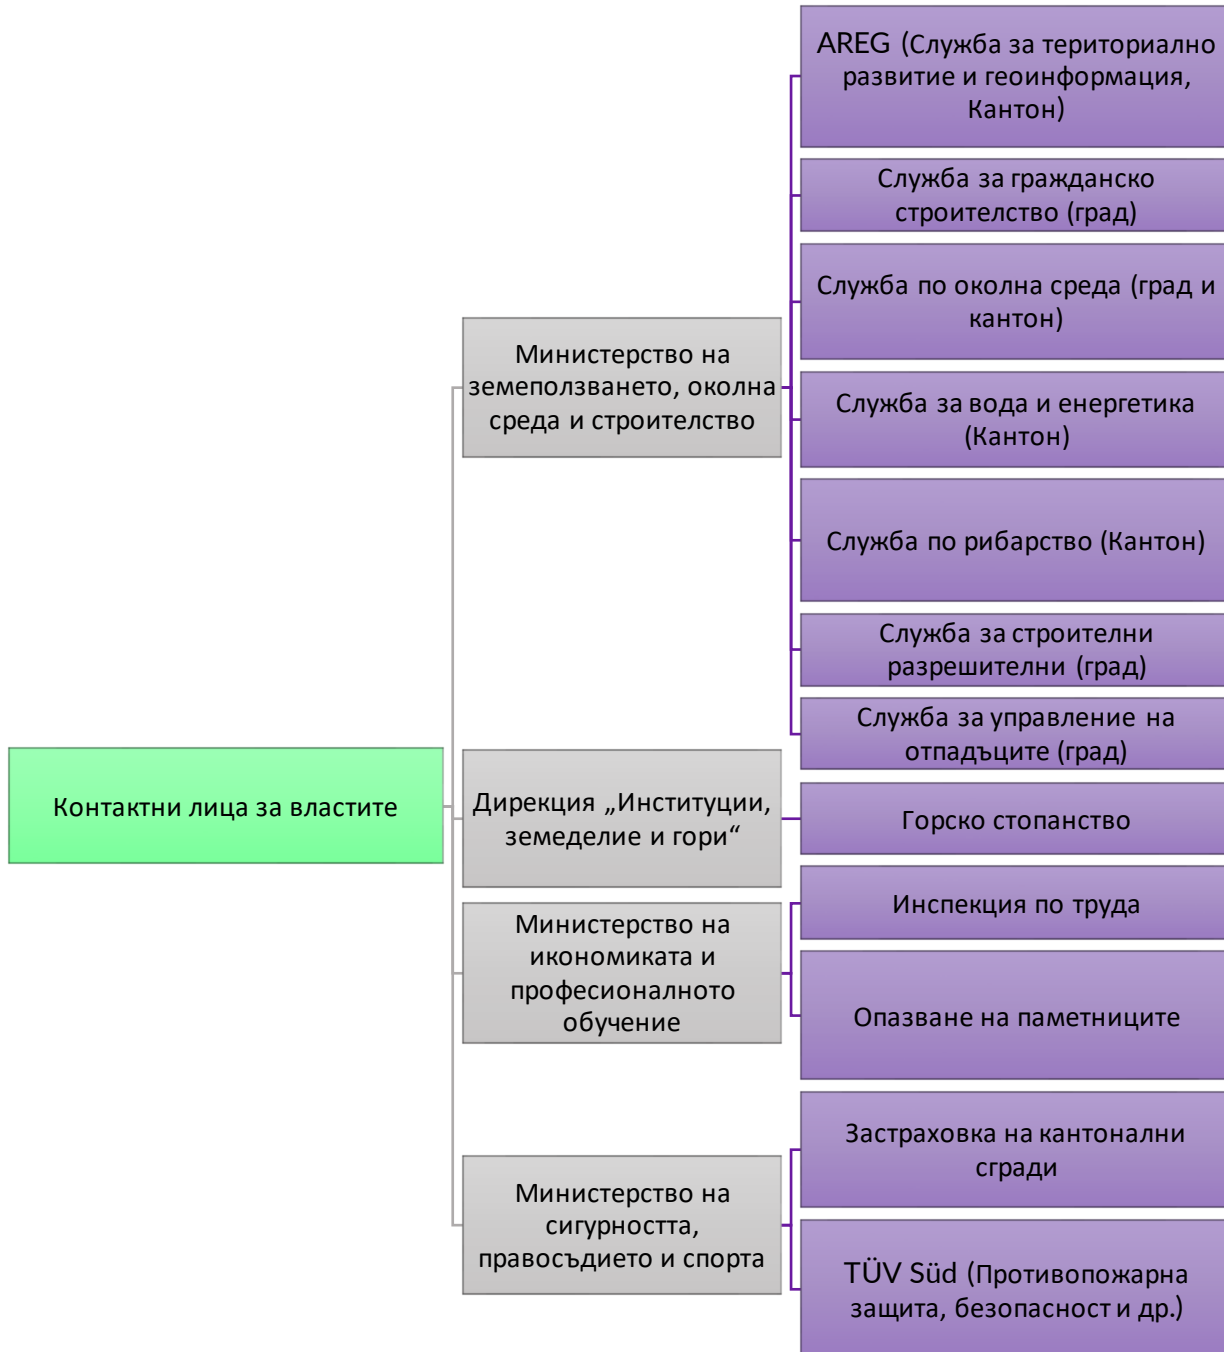 Контактни лица за властите
Министерство на
земеползването, околна
среда и строителство
AREG (Служба за териториално
развитие и геоинформация,
Кантон)
Служба за гражданско
строителство (град)
Служба по околна среда (град и
кантон)
Служба за вода и енергетика
(Кантон)
Служба по рибарство (Кантон)
Служба за строителни
разрешителни (град)
Служба за управление на
отпадъците (град)
Дирекция „Институции,
земеделие и гори“
Горско стопанство
Министерство на
икономиката и
професионалното
обучение
Инспекция по труда
Опазване на паметниците
Министерство на
сигурността,
правосъдието и спорта
Застраховка на кантонални
сгради
TÜV Süd (Противопожарна
защита, безопасност и др.)